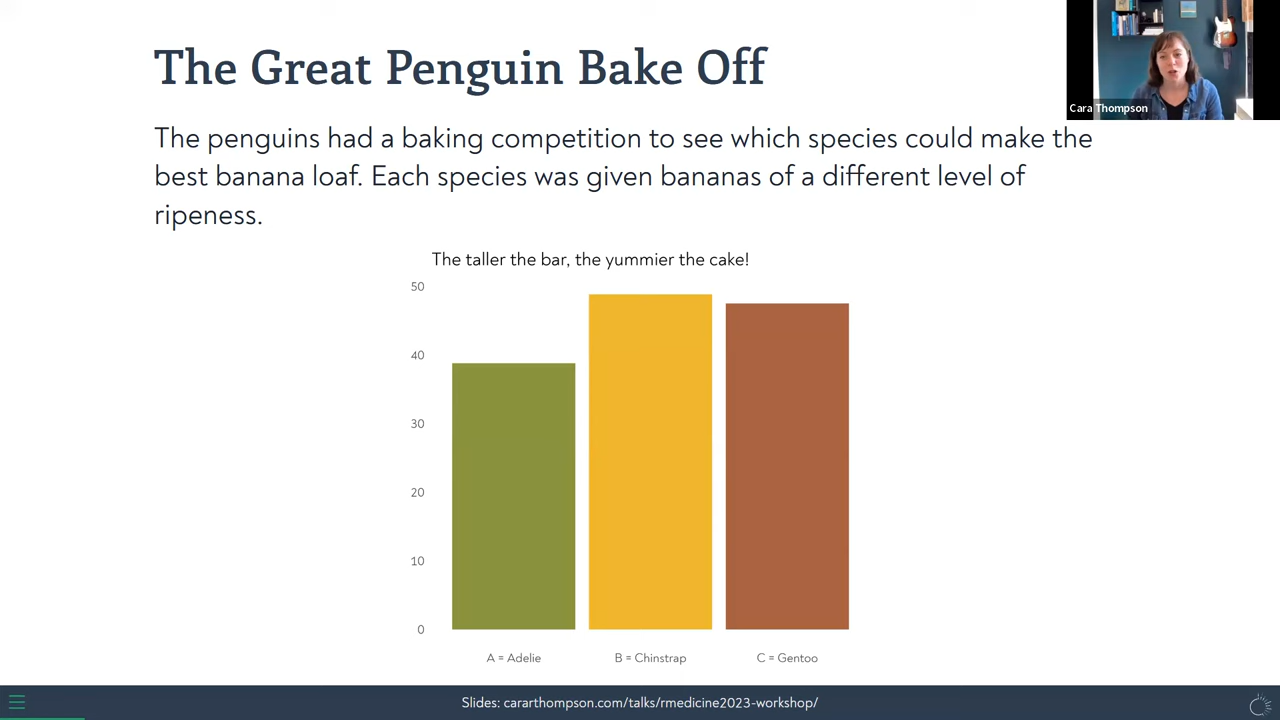 The Great Penguin Bake Off
Cara Thompson
The penguins had a baking competition to see which species could make the
best banana loaf. Each species was given bananas of a different level of
ripeness.
The taller the bar, the yummier the cake!
50
40
30
20
10
0
A = Adelie
B = Chinstrap
C = Gentoo
Slides: cararthompson.com/talks/rmedicine2023-workshop/